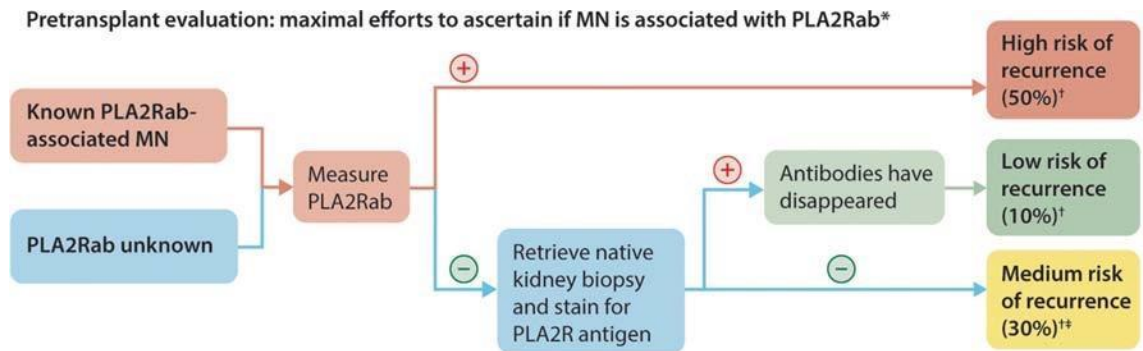 Pretransplant evaluation: maximal efforts to ascertain if MN is associated with PLA2Rab*
Known PLA2Rab-
associated MN
PLA2Rab unknown
Measure
PLA2Rab
+
−
Retrieve native
kidney biopsy
and stain for
PLA2R antigen
+
Antibodies have
disappeared
−
High risk of
recurrence
(50%)†
Low risk of
recurrence
(10%)†
Medium risk
of recurrence
(30%)†‡